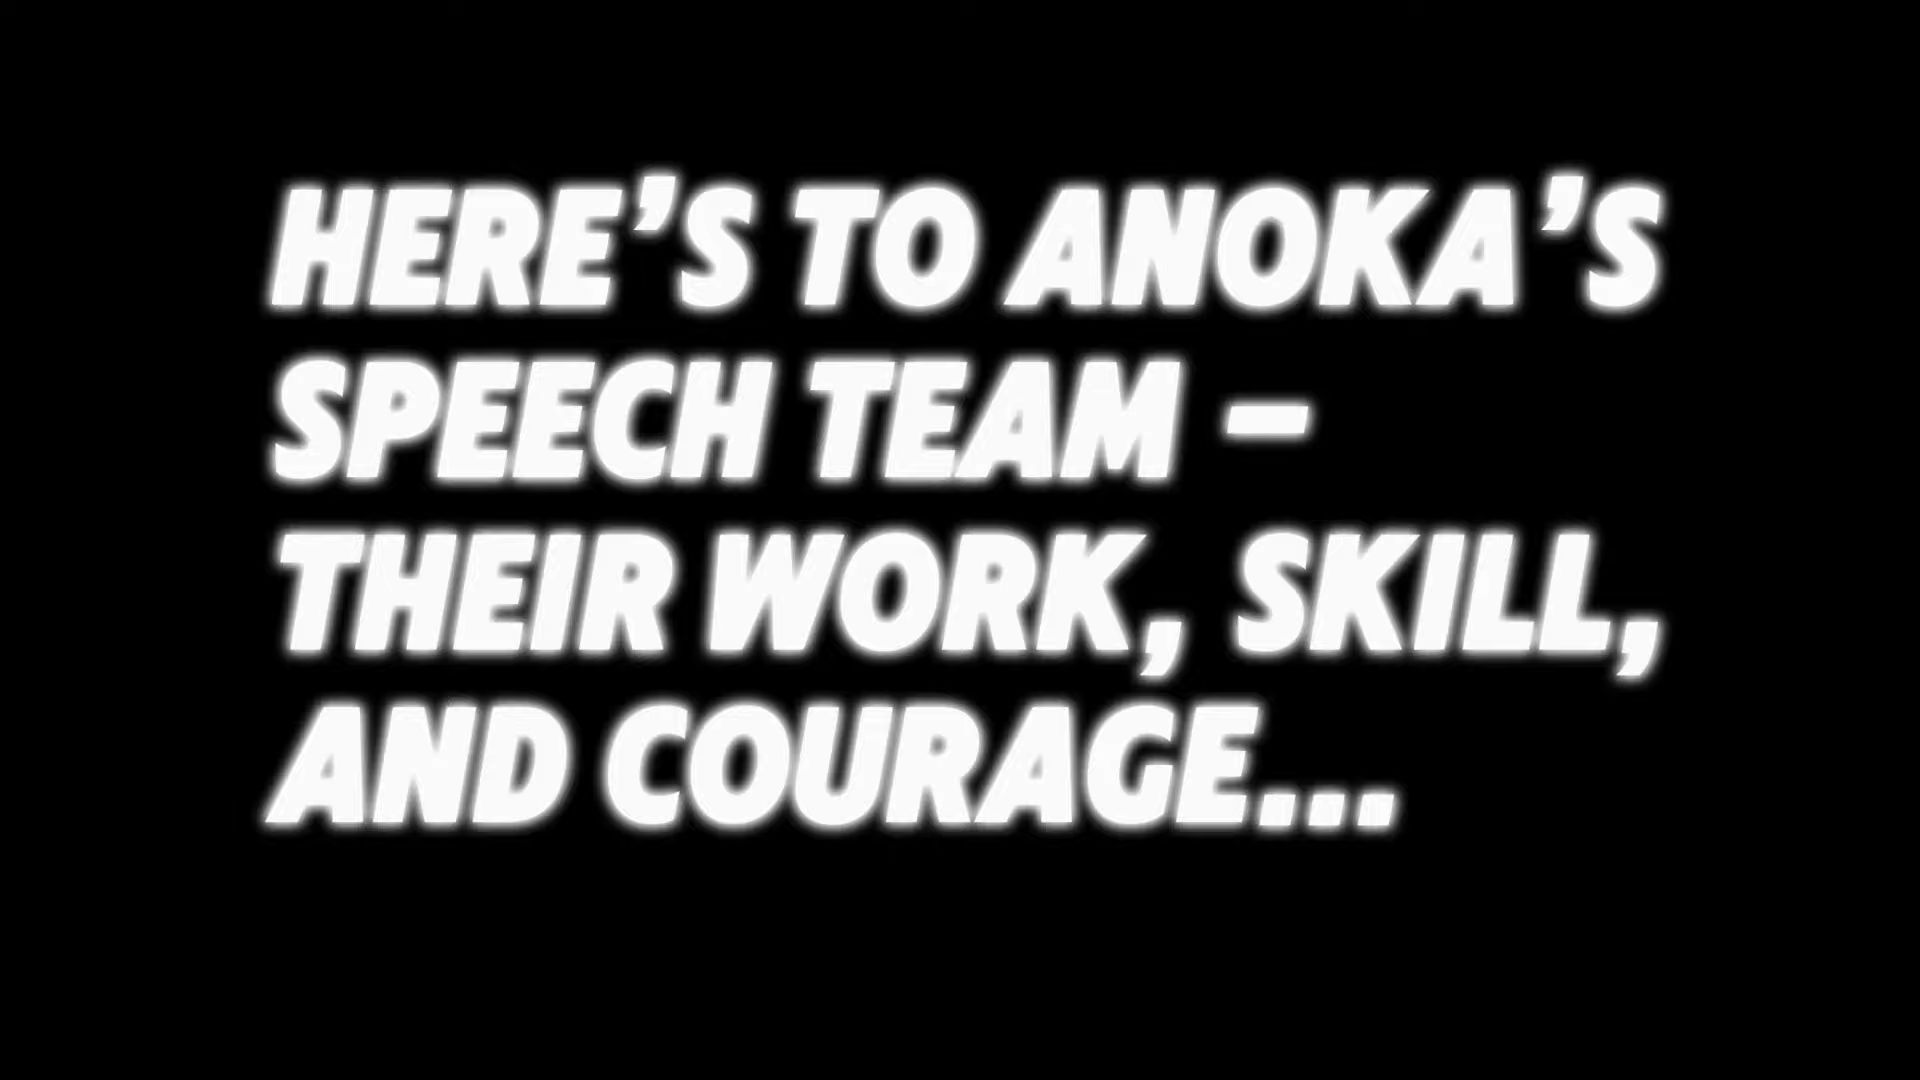 HERE’S TO ANOKA’S
SPEECH TEAM –
THEIR WORK, SKILL,
AND COURAGE...